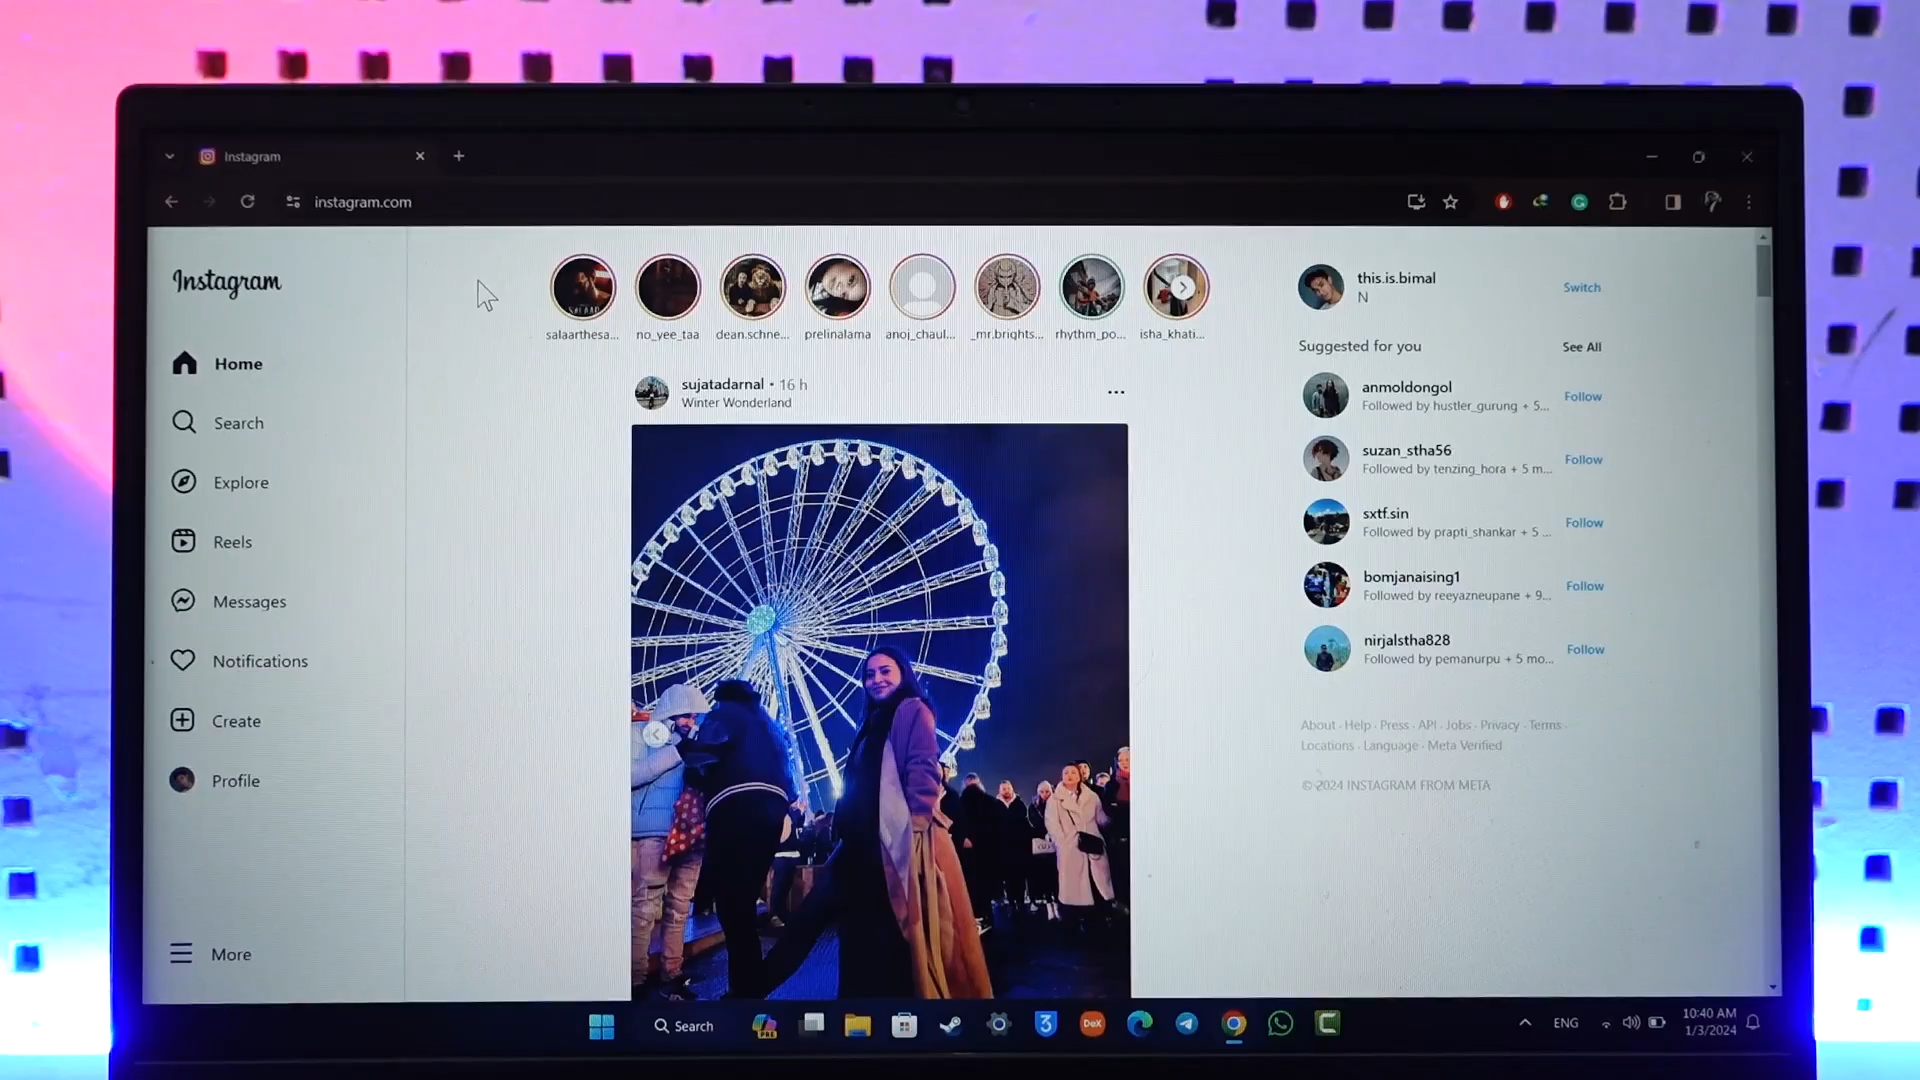 Instagram
instagram.com
Instagram
Home
Search
Explore
Reels
Messages
Notifications
Create
Profile
More
salaarthesa...
no_yee_taa
dean.schne...
prelinalama
anoj_chaul...
_mr.brights...
rhythm_po...
isha_khati...
sujatadarnal • 16 h
Winter Wonderland
this.is.bimal
N
Switch
Suggested for you
See All
anmoldongol
Followed by hustler_gurung + 5...
Follow
suzan_stha56
Followed by tenzing_hora + 5 m...
Follow
sxtf.sin
Followed by prapti_shankar + 5 ...
Follow
bomjanaising1
Followed by reeyazneupane + 9...
Follow
nirjalstha828
Followed by pemanurpu + 5 mo...
Follow
About · Help · Press · API · Jobs · Privacy · Terms ·
Locations · Language · Meta Verified
© 2024 INSTAGRAM FROM META
Search
PRE
3
DeX
ENG
10:40 AM
1/3/2024